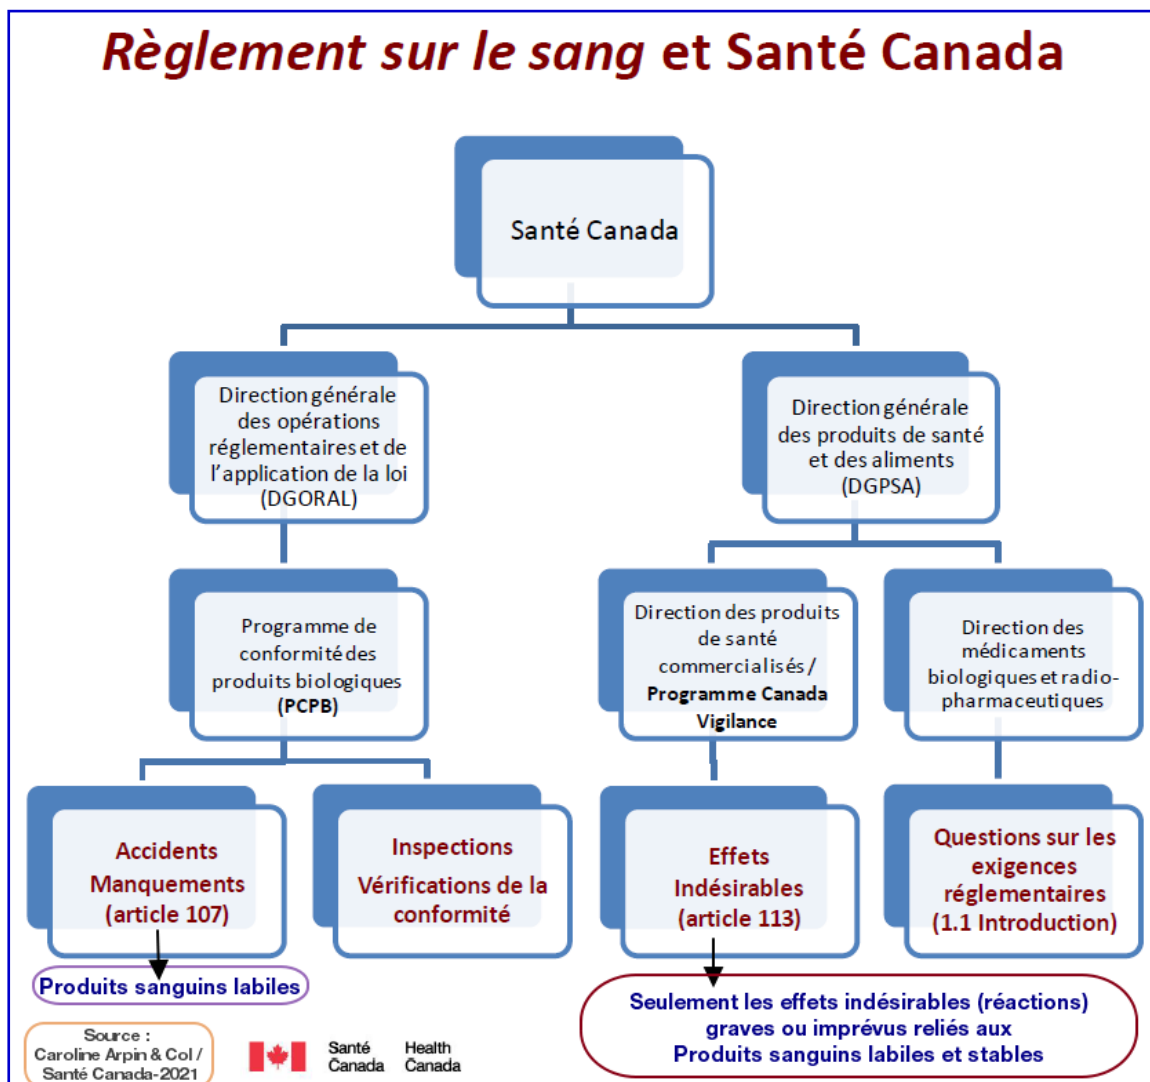 Règlement sur le sang et Santé Canada
Santé Canada
Direction générale
des opérations
réglementaires et de
l'application de la loi
(DGORAL)
Direction générale
des produits de santé
et des aliments
(DGPSA)
Programme de
conformité des
produits biologiques
(PCPB)
Direction des produits
de santé
commercialisés /
Programme Canada
Vigilance
Direction des
médicaments
biologiques et radio-
pharmaceutiques
Accidents
Manquements
(article 107)
Inspections
Vérifications de la
conformité
Effets
Indésirables
(article 113)
Questions sur les
exigences
réglementaires
(1.1 Introduction)
Produits sanguins labiles
Seulement les effets indésirables (réactions)
graves ou imprévus reliés aux
Produits sanguins labiles et stables
Source :
Caroline Arpin & Col /
Santé Canada-2021
Santé
Canada
Health
Canada